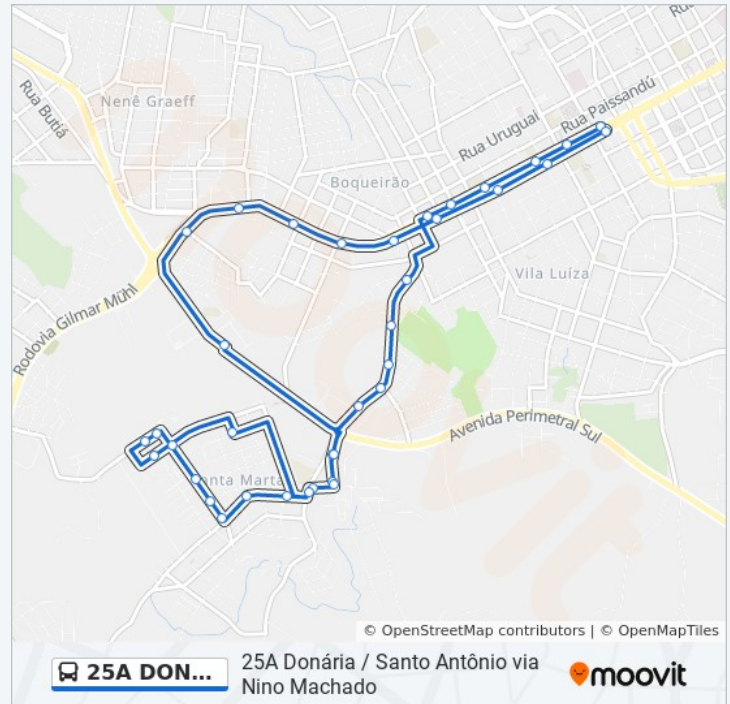 Rua Butiá
Nenê Graeff
Boqueirão
Rua Uruguai
Rua Paissandú
Vila Luíza
Rodovia Gilmar Mühl
Avenida Perimetral Sul
anta Marta
© OpenStreetMap contributors | © OpenMapTiles
25A DON...
25A Donária / Santo Antônio via
Nino Machado
moovit